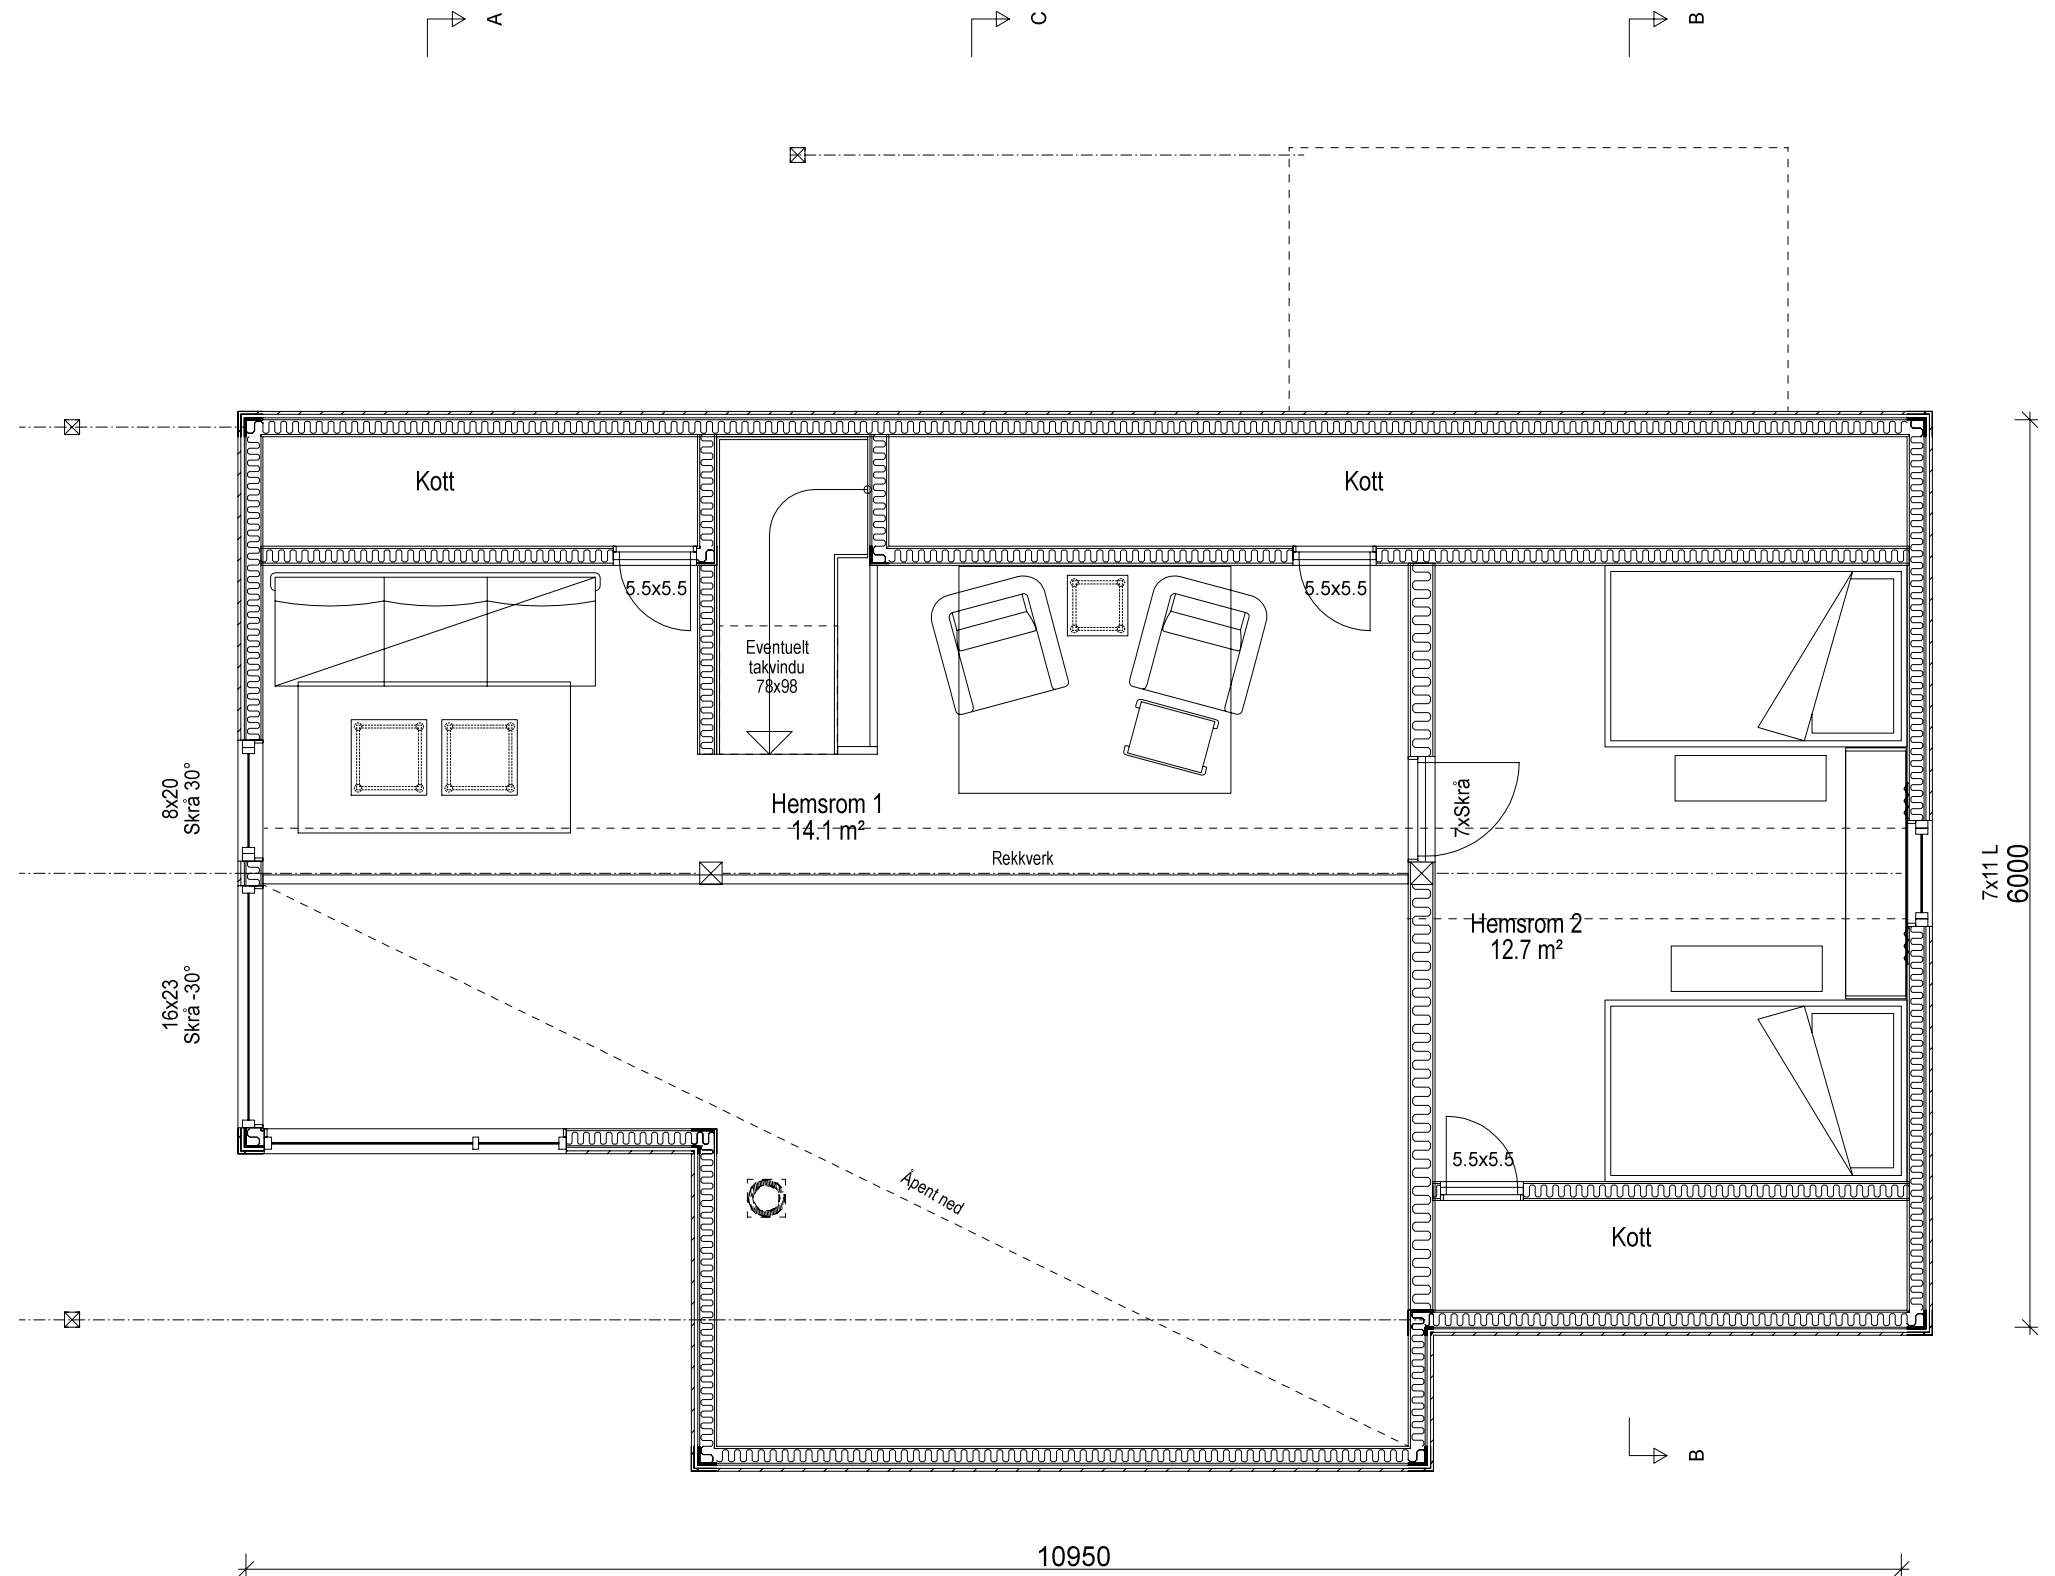 A
C
B
Kott
Kott
5.5x5.5
5.5x5.5
Eventuelt
takvindu
78x98
8x20
Skrå 30°
Hemsrom 1
14.1 m²
7xSkrå
Rekkverk
7x11 L
6000
Hemsrom 2
12.7 m²
16x23
Skrå -30°
5.5x5.5
Åpent ned
Kott
B
10950